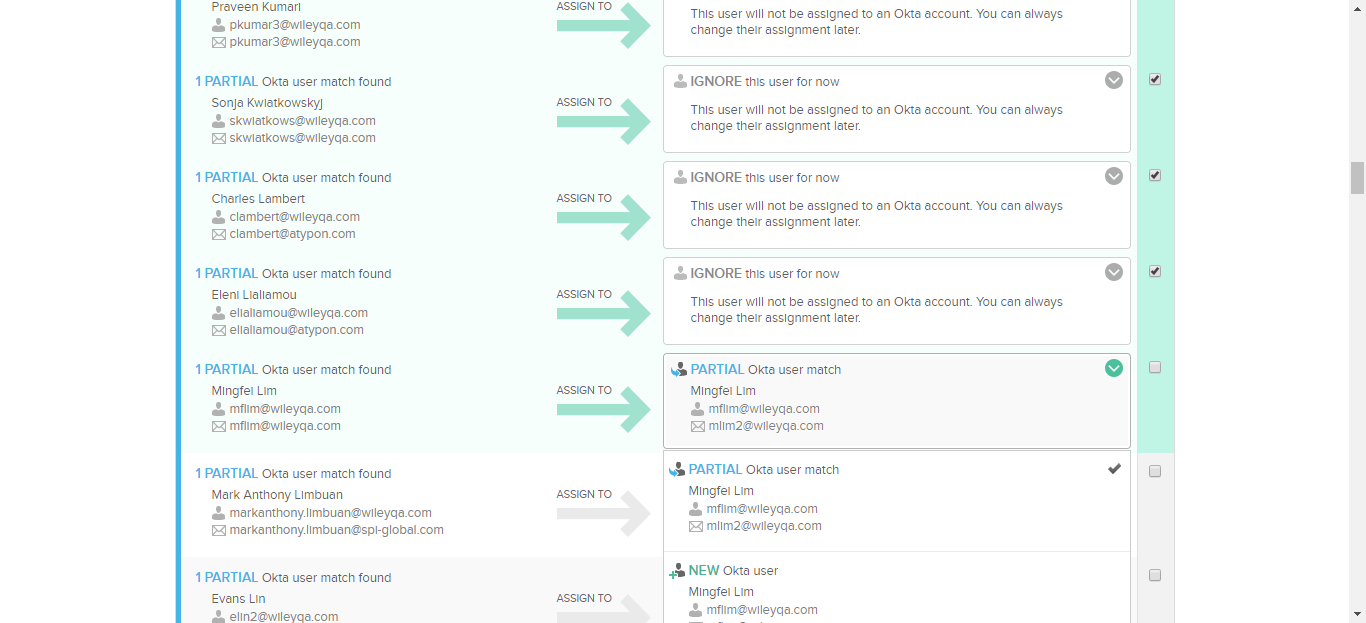 Praveen Kumari
pkumar3@wileyqa.com
pkumar3@wileyqa.com
ASSIGN TO
This user will not be assigned to an Okta account. You can always
change their assignment later.
1 PARTIAL Okta user match found
Sonja Kwiatkowskyj
skwiatkows@wileyqa.com
skwiatkows@wileyqa.com
ASSIGN TO
IGNORE this user for now
This user will not be assigned to an Okta account. You can always
change their assignment later.
1 PARTIAL Okta user match found
Charles Lambert
clambert@wileyqa.com
clambert@atypon.com
ASSIGN TO
IGNORE this user for now
This user will not be assigned to an Okta account. You can always
change their assignment later.
1 PARTIAL Okta user match found
Eleni Lialiamou
elialiamou@wileyqa.com
elialiamou@atypon.com
ASSIGN TO
IGNORE this user for now
This user will not be assigned to an Okta account. You can always
change their assignment later.
1 PARTIAL Okta user match found
Mingfei Lim
mflim@wileyqa.com
mflim@wileyqa.com
ASSIGN TO
PARTIAL Okta user match
Mingfei Lim
mflim@wileyqa.com
mlim2@wileyqa.com
1 PARTIAL Okta user match found
Mark Anthony Limbuan
markanthony.limbuan@wileyqa.com
markanthony.limbuan@spi-global.com
ASSIGN TO
PARTIAL Okta user match
Mingfei Lim
mflim@wileyqa.com
mlim2@wileyqa.com
1 PARTIAL Okta user match found
Evans Lin
elin2@wileyqa.com
ASSIGN TO
NEW Okta user
Mingfei Lim
mflim@wileyqa.com